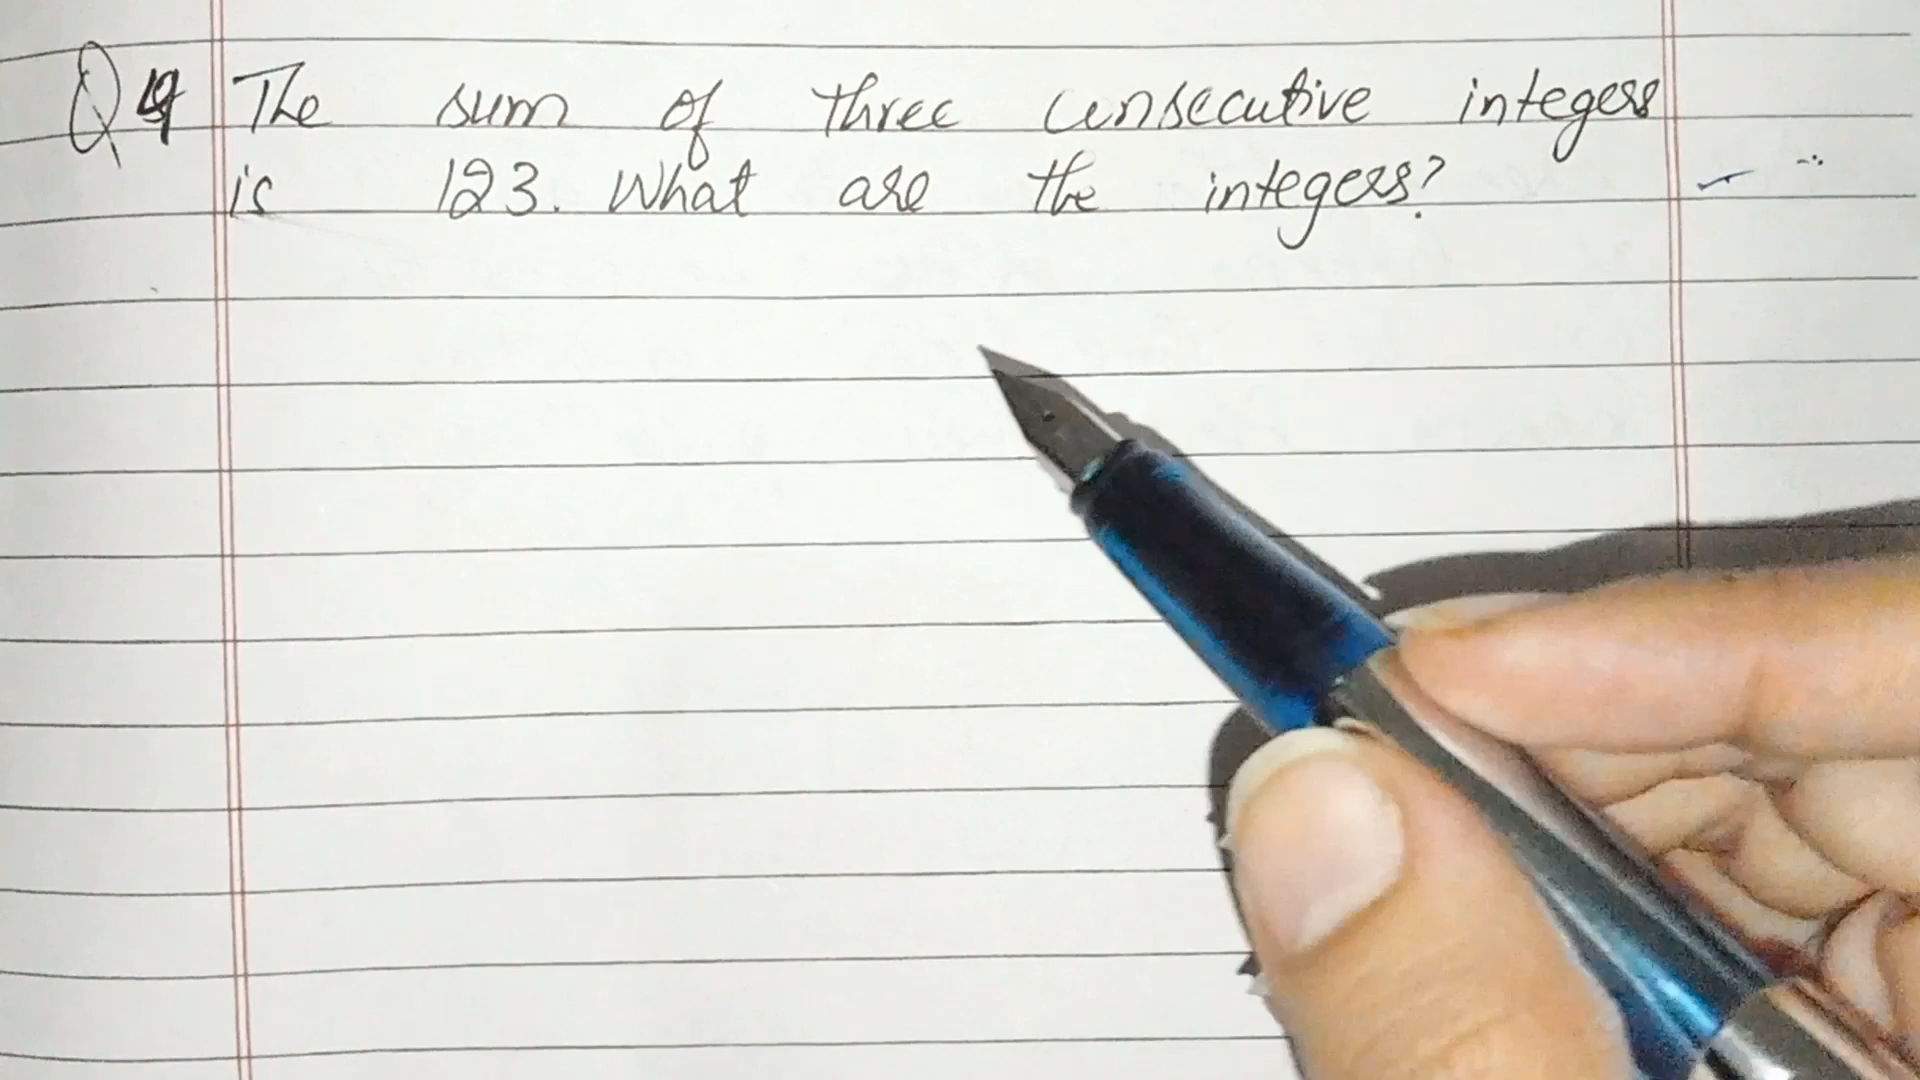 Q4 The sum of three consecutive integers
is 123. What are the integers?